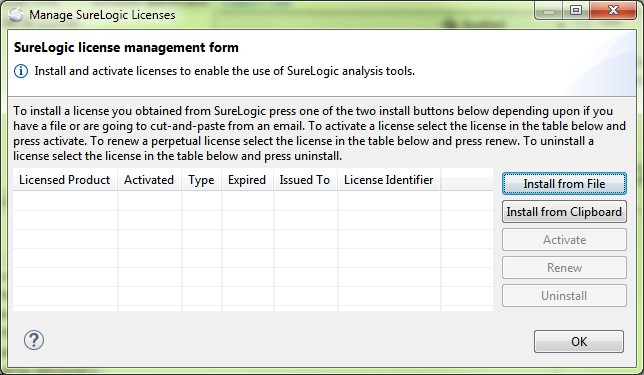 Manage SureLogic Licenses
SureLogic license management form
Install and activate licenses to enable the use of SureLogic analysis tools.
To install a license you obtained from SureLogic press one of the two install buttons below depending upon if you
have a file or are going to cut-and-paste from an email. To activate a license select the license in the table below and
press activate. To renew a perpetual license select the license in the table below and press renew. To uninstall a
license select the license in the table below and press uninstall.
Licensed Product Activated Type Expired Issued To License Identifier
Install from File
Install from Clipboard
Activate
Renew
Uninstall
?
OK